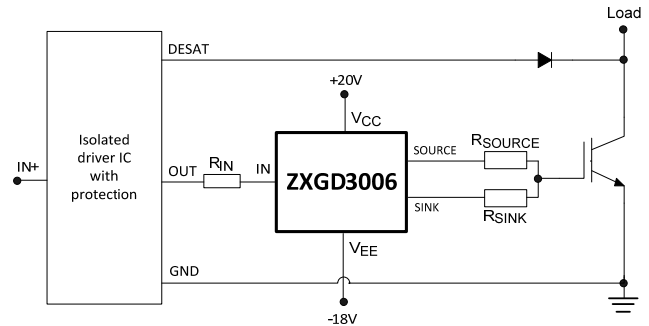 Load
DESAT
+20V
VCC
Isolated
driver IC
with
protection
IN+
OUT
RIN
IN
ZXGD3006
SOURCE
RSOURCE
SINK
RSINK
VEE
GND
-18V